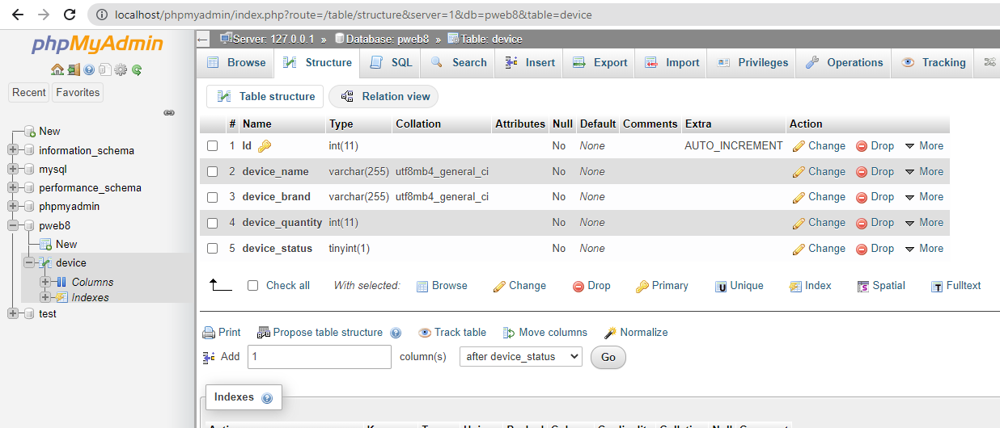 localhost/phpmyadmin/index.php?route=/table/structure&server=1&db=pweb8&table=device
phpMyAdmin
Recent Favorites
New
information_schema
mysql
performance_schema
phpmyadmin
pweb8
New
device
Columns
Indexes
test
Server: 127.0.0.1 » Database: pweb8 » Table: device
Browse Structure SQL Search Insert Export Import Privileges Operations Tracking
Table structure Relation view
# Name Type Collation Attributes Null Default Comments Extra Action
1 Id int(11) No None AUTO_INCREMENT Change Drop More
2 device_name varchar(255) utf8mb4_general_ci No None Change Drop More
3 device_brand varchar(255) utf8mb4_general_ci No None Change Drop More
4 device_quantity int(11) No None Change Drop More
5 device_status tinyint(1) No None Change Drop More
Check all With selected: Browse Change Drop Primary Unique Index Spatial Fulltext
Print Propose table structure Track table Move columns Normalize
Add 1 column(s) after device_status Go
Indexes